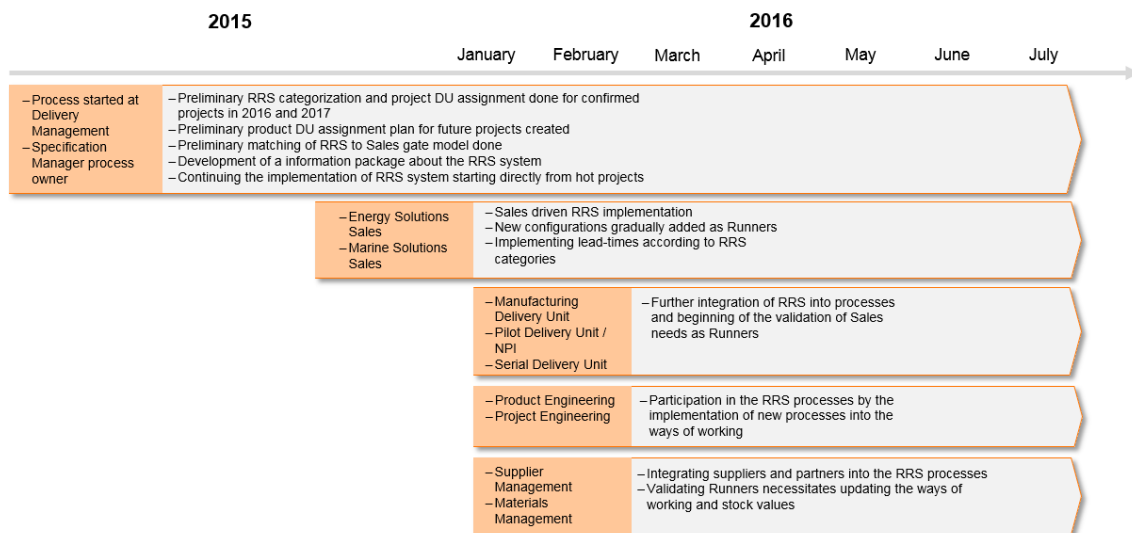 2015
2016
January
February
March
April
May
June
July
–Process started at
Delivery
Management
–Specification
Manager process
owner
–Preliminary RRS categorization and project DU assignment done for confirmed
projects in 2016 and 2017
–Preliminary product DU assignment plan for future projects created
–Preliminary matching of RRS to Sales gate model done
–Development of a information package about the RRS system
–Continuing the implementation of RRS system starting directly from hot projects
–Energy Solutions
Sales
–Marine Solutions
Sales
–Sales driven RRS implementation
–New configurations gradually added as Runners
–Implementing lead-times according to RRS
categories
–Manufacturing
Delivery Unit
–Pilot Delivery Unit /
NPI
–Serial Delivery Unit
–Further integration of RRS into processes
and beginning of the validation of Sales
needs as Runners
–Product Engineering
–Project Engineering
–Participation in the RRS processes by the
implementation of new processes into the
ways of working
–Supplier
Management
–Materials
Management
–Integrating suppliers and partners into the RRS processes
–Validating Runners necessitates updating the ways of
working and stock values